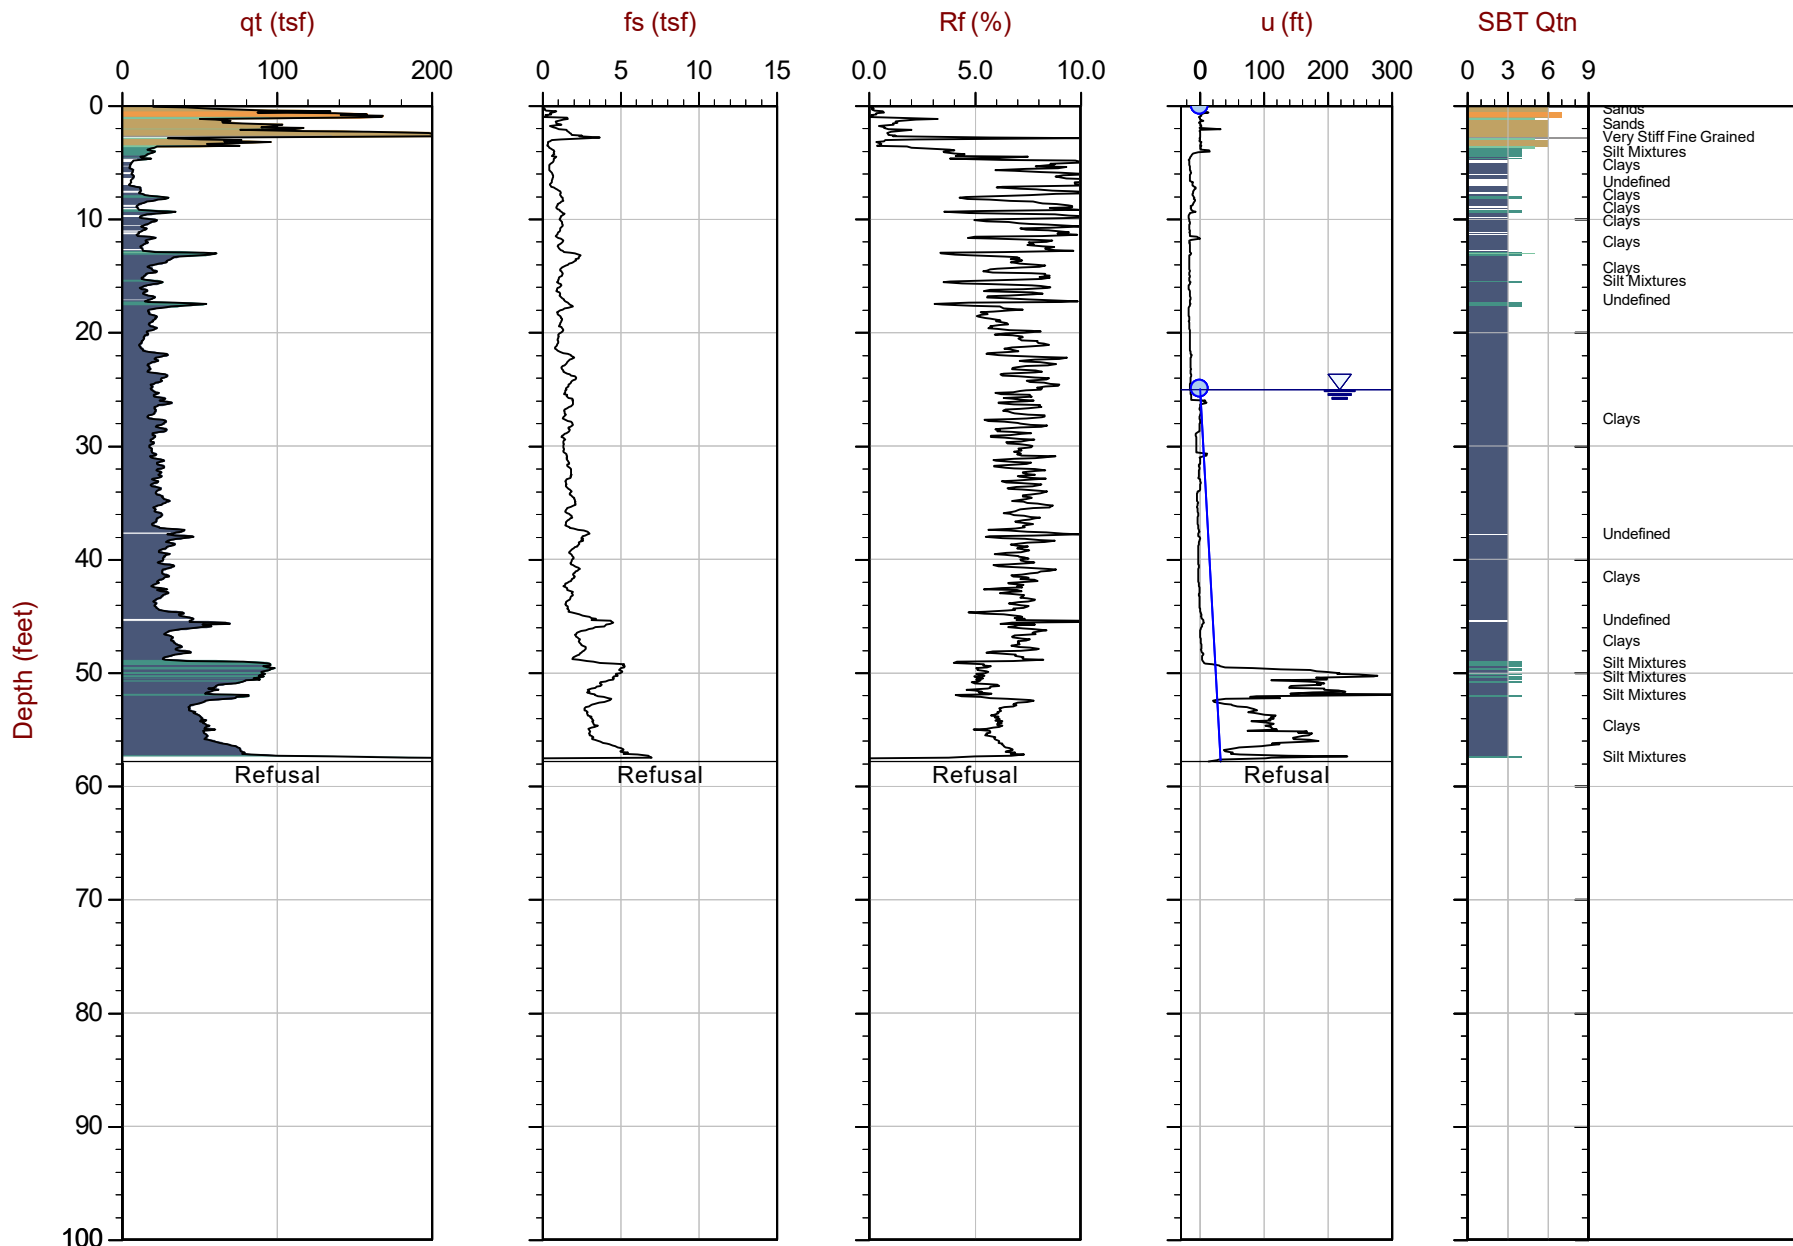 qt (tsf) fs (tsf) Rf (%) u (ft) SBT Qtn
0 100 200 0 5 10 15 0.0 5.0 10.0 0 100 200 300 0 3 6 9
0
Sands
Sands
Very Stiff Fine Grained
Silt Mixtures
Clays
Undefined
Clays
Clays
10
Clays
Clays
Clays
Silt Mixtures
Undefined
20
Clays
30
Undefined
40
Clays
Undefined
Clays
Silt Mixtures
50
Silt Mixtures
Silt Mixtures
Clays
Silt Mixtures
Refusal Refusal Refusal Refusal
60
70
80
90
100
Depth (feet)